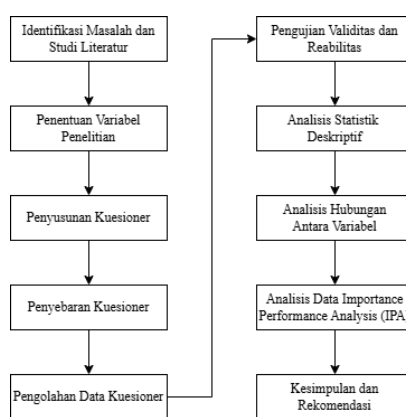 Identifikasi Masalah dan
Studi Literatur
Penentuan Variabel
Penelitian
Penyusunan Kuesioner
Penyebaran Kuesioner
Pengolahan Data Kuesioner
Pengujian Validitas dan
Reabilitas
Analisis Statistik
Deskriptif
Analisis Hubungan
Antara Variabel
Analisis Data Importance
Performance Analysis (IPA
Kesimpulan dan
Rekomendasi